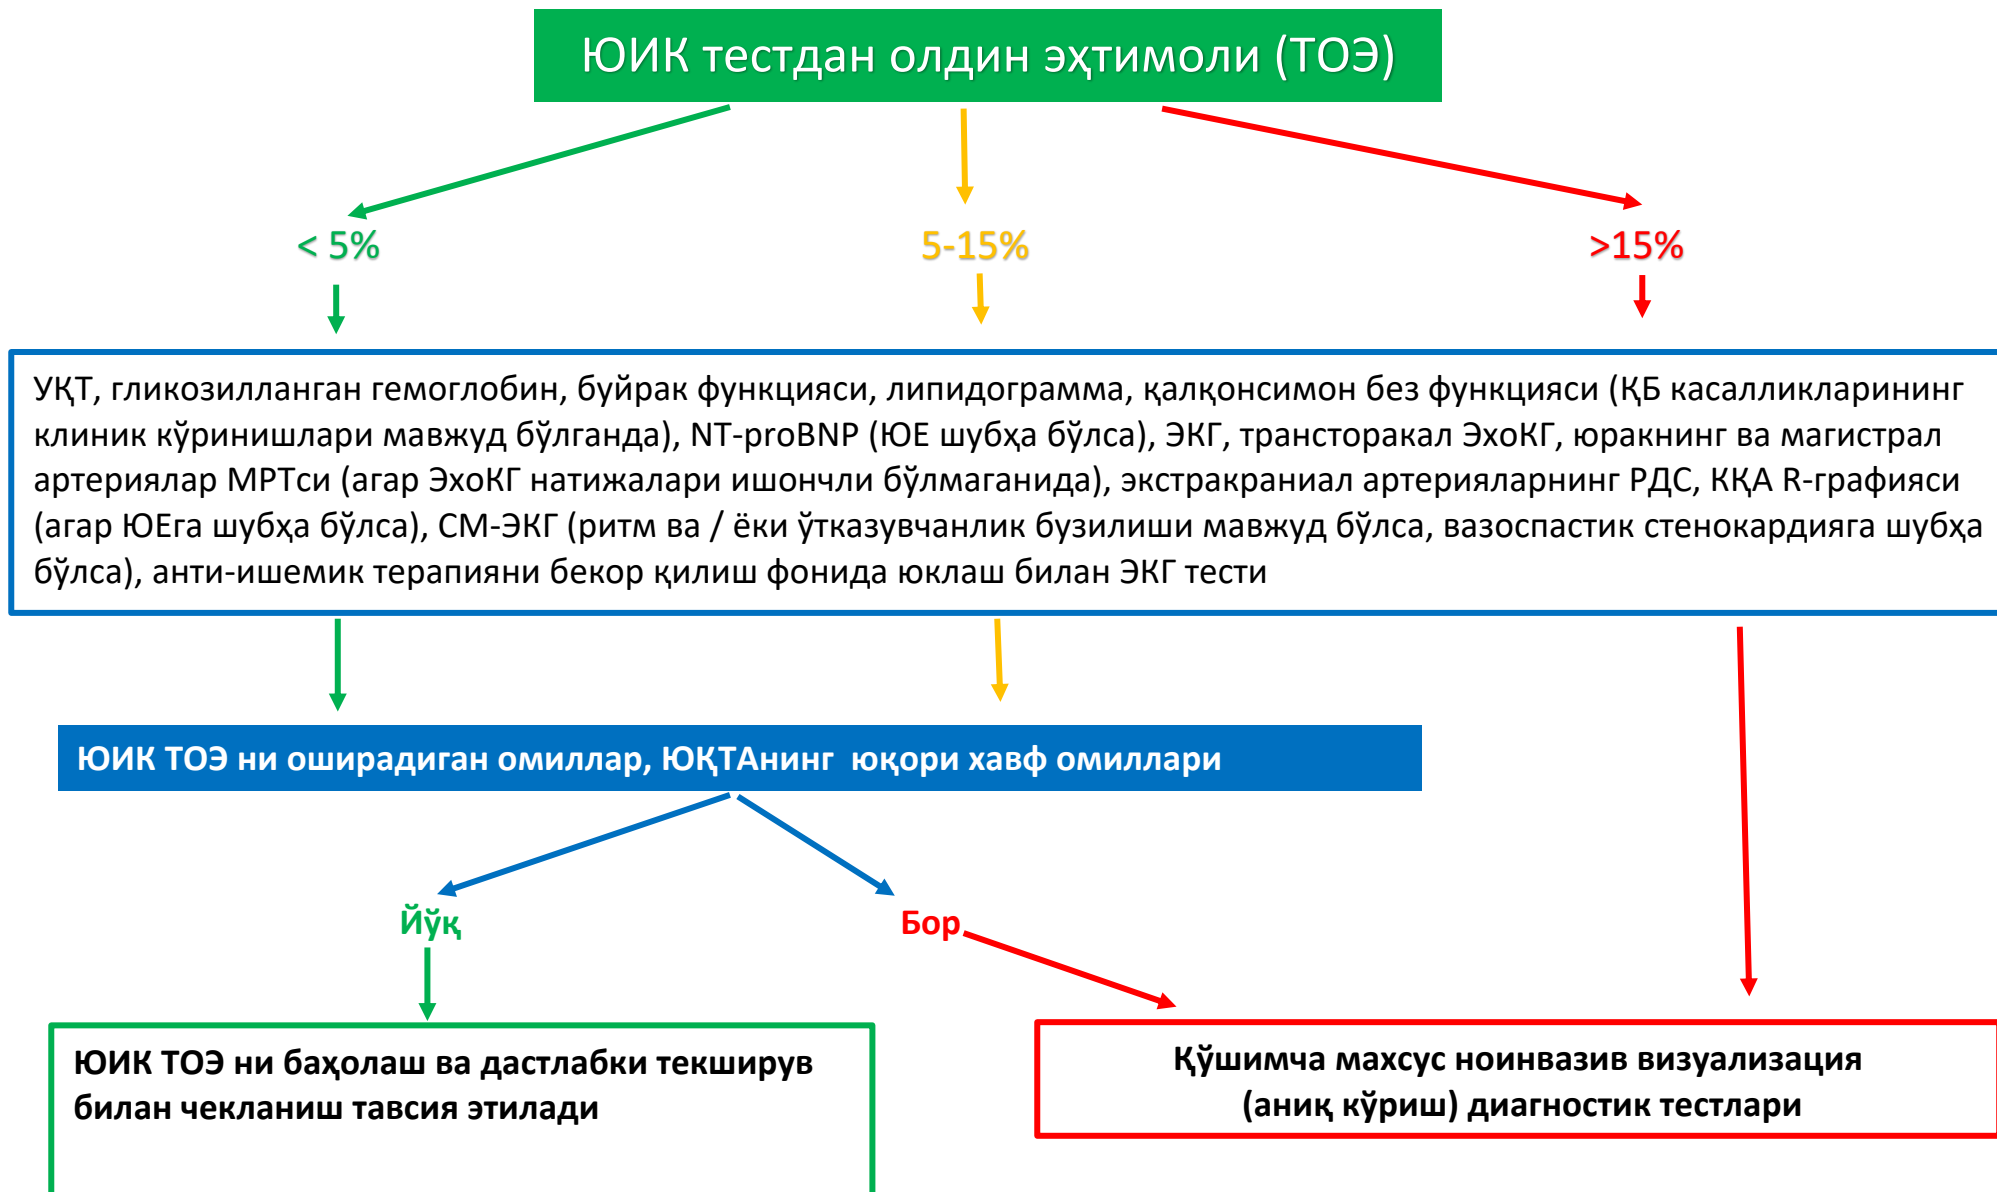 ЮИК тестдан олдин эҳтимоли (ТОЭ)
< 5%
5-15%
>15%
УҚТ, гликозилланган гемоглобин, буйрак функцияси, липидограмма, қалқонсимон без функцияси (ҚБ касалликларининг
клиник кўринишлари мавжуд бўлганда), NT-proBNP (ЮЕ шубҳа бўлса), ЭКГ, трансторакал ЭхоКГ, юракнинг ва магистрал
артериялар МРТси (агар ЭхоКГ натижалари ишончли бўлмаганида), экстракраниал артерияларнинг РДС, КҚА R-графияси
(агар ЮЕга шубҳа бўлса), СМ-ЭКГ (ритм ва / ёки ўтказувчанлик бузилиши мавжуд бўлса, вазоспастик стенокардияга шубҳа
бўлса), анти-ишемик терапияни бекор қилиш фонида юклаш билан ЭКГ тести
ЮИК ТОЭ ни оширадиган омиллар, ЮҚТАнинг юқори хавф омиллари
Йўқ
Бор
ЮИК ТОЭ ни баҳолаш ва дастлабки текширув
билан чекланиш тавсия этилади
Қўшимча махсус ноинвазив визуализация
(аниқ кўриш) диагностик тестлари